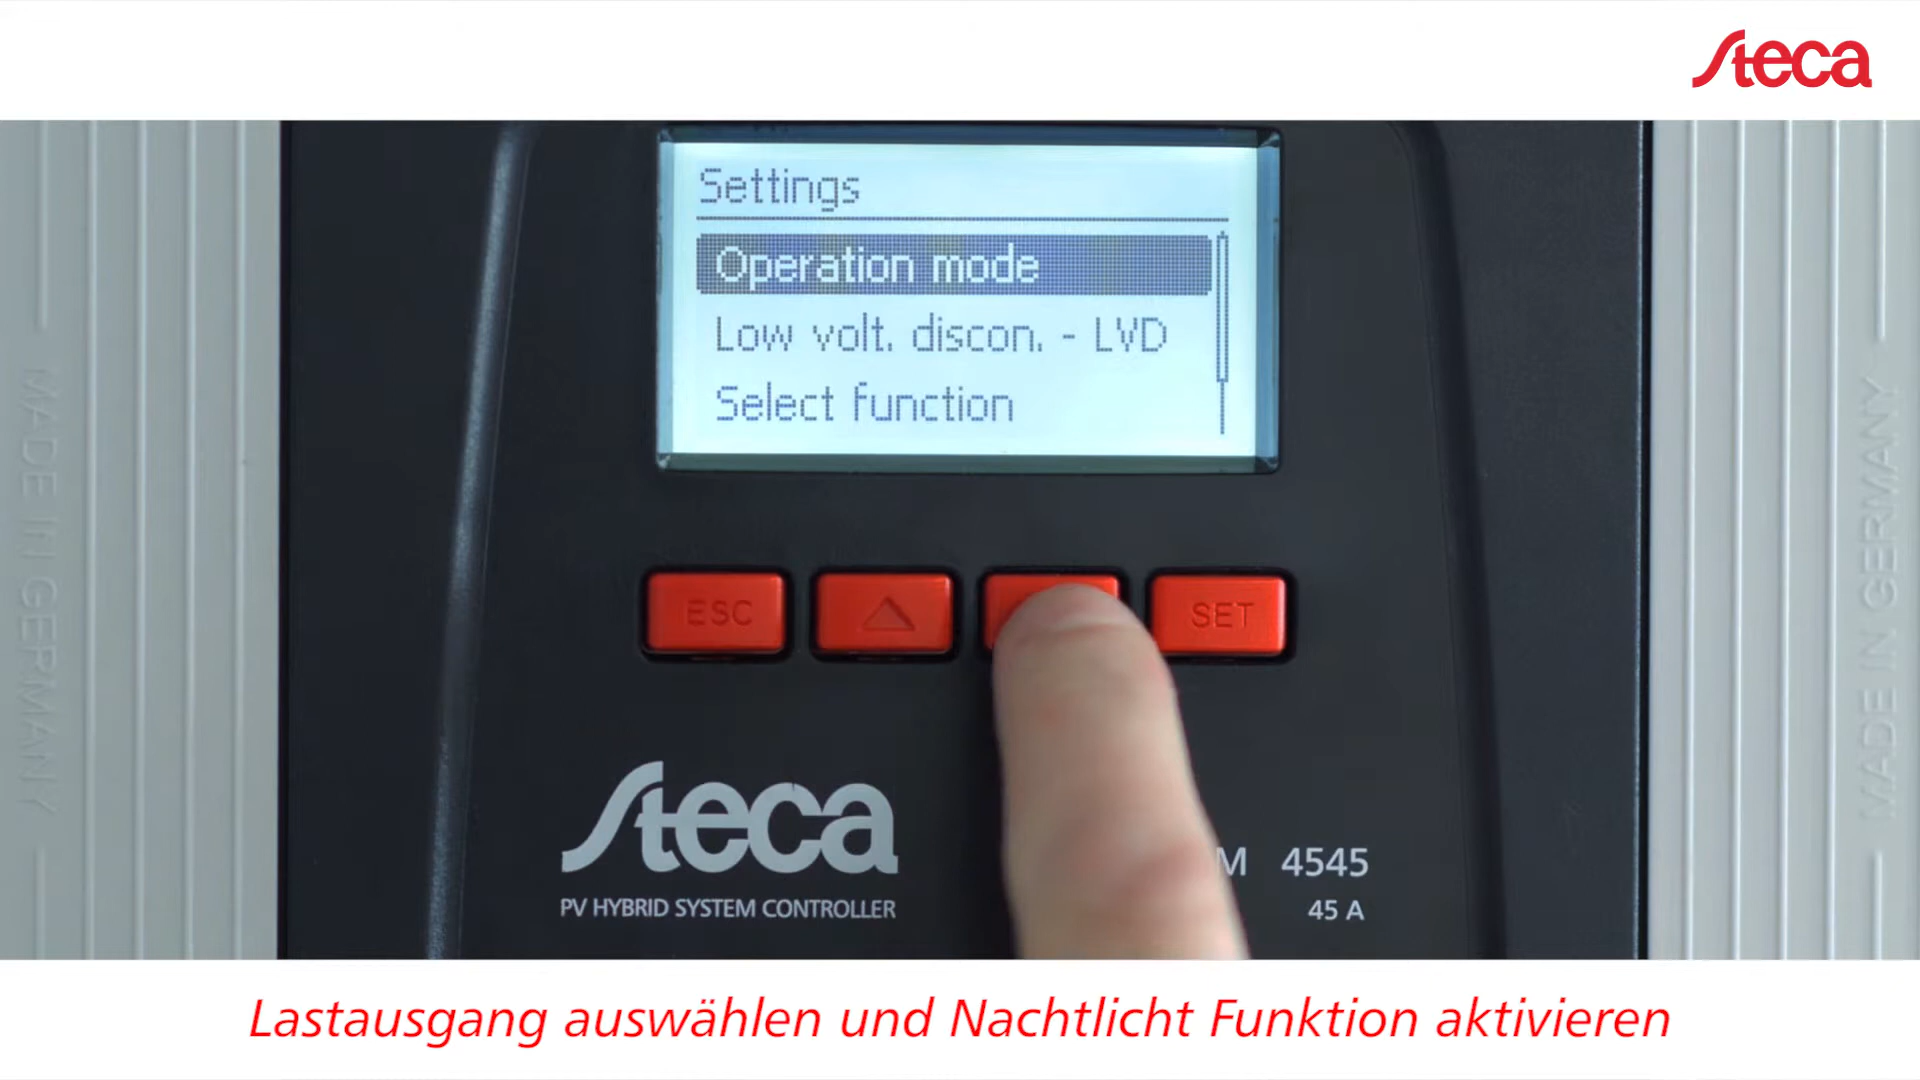 Steca
Settings
Operation mode
Low volt. discon. - LVD
Select function
ESC
SET
MADE IN GERMANY
MADE IN GERMANY
Steca
PV HYBRID SYSTEM CONTROLLER
M 4545
45 A
Lastausgang auswählen und Nachtlicht Funktion aktivieren